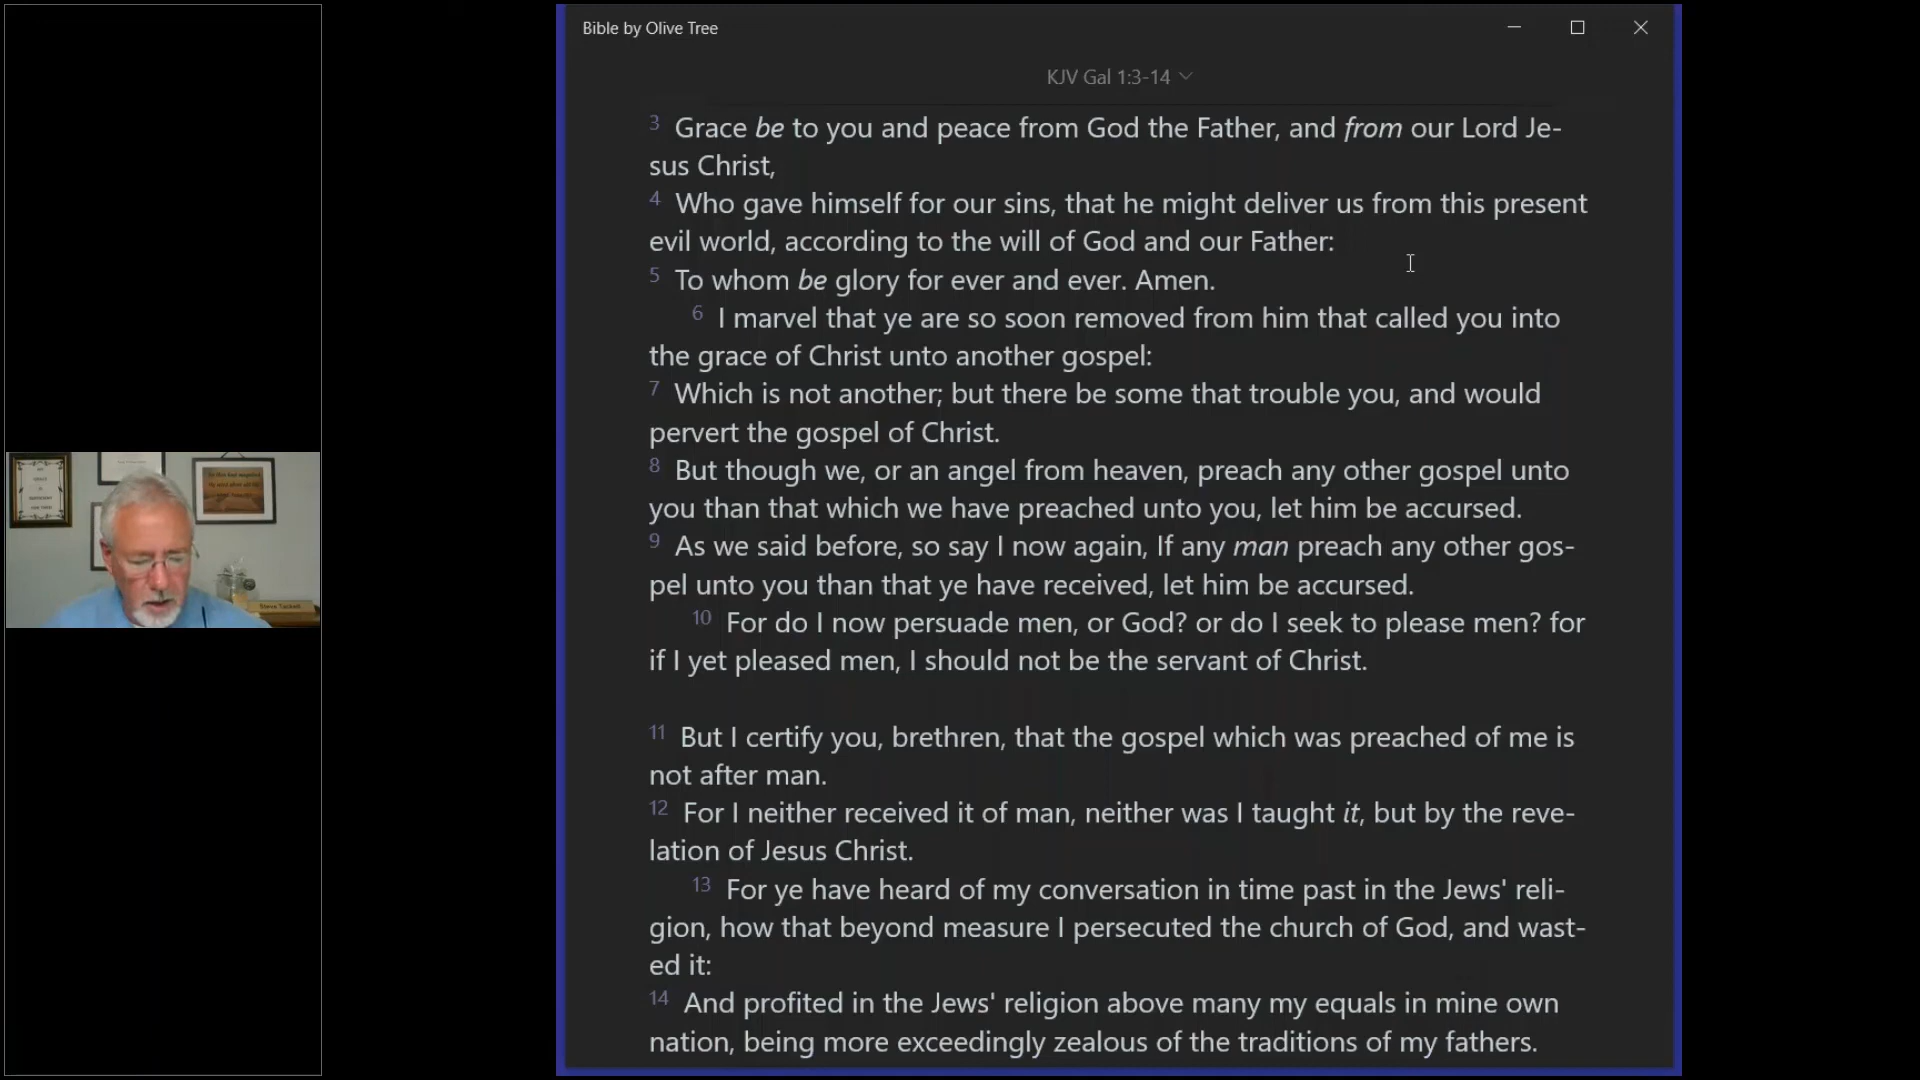 Bible by Olive Tree
KJV Gal 1:3-14
3 Grace be to you and peace from God the Father, and from our Lord Je-
sus Christ,
4 Who gave himself for our sins, that he might deliver us from this present
evil world, according to the will of God and our Father:
5 To whom be glory for ever and ever. Amen.
6 I marvel that ye are so soon removed from him that called you into
the grace of Christ unto another gospel:
7 Which is not another; but there be some that trouble you, and would
pervert the gospel of Christ.
8 But though we, or an angel from heaven, preach any other gospel unto
you than that which we have preached unto you, let him be accursed.
9 As we said before, so say I now again, If any man preach any other gos-
pel unto you than that ye have received, let him be accursed.
10 For do I now persuade men, or God? or do I seek to please men? for
if I yet pleased men, I should not be the servant of Christ.
11 But I certify you, brethren, that the gospel which was preached of me is
not after man.
12 For I neither received it of man, neither was I taught it, but by the reve-
lation of Jesus Christ.
13 For ye have heard of my conversation in time past in the Jews' reli-
gion, how that beyond measure I persecuted the church of God, and wast-
ed it:
14 And profited in the Jews' religion above many my equals in mine own
nation, being more exceedingly zealous of the traditions of my fathers.